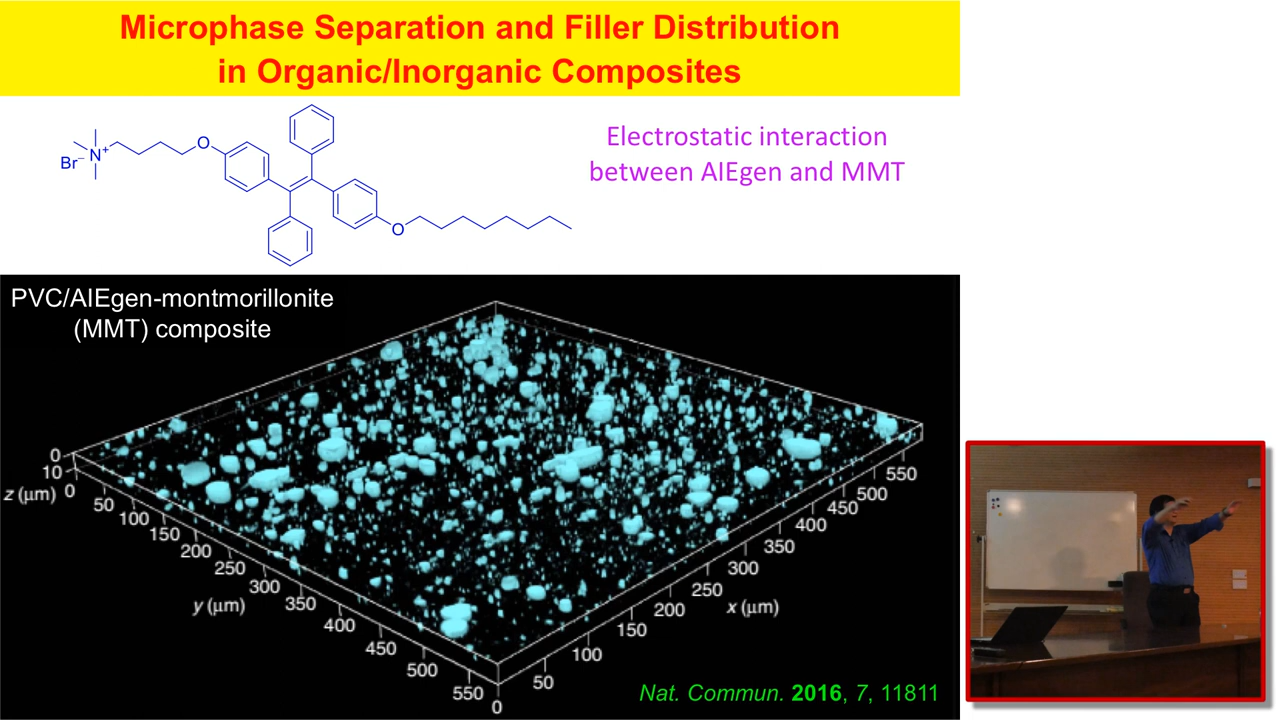 Microphase Separation and Filler Distribution
in Organic/Inorganic Composites
Br⁻ N⁺ O
O
Electrostatic interaction
between AIEgen and MMT
PVC/AIEgen-montmorillonite
(MMT) composite
0
10
z (μm)
0
50
100
150
200
250
300
350
400
450
500
550
y (μm)
0
50
100
150
200
250
300
350
400
450
500
550
x (μm)
Nat. Commun. 2016, 7, 11811